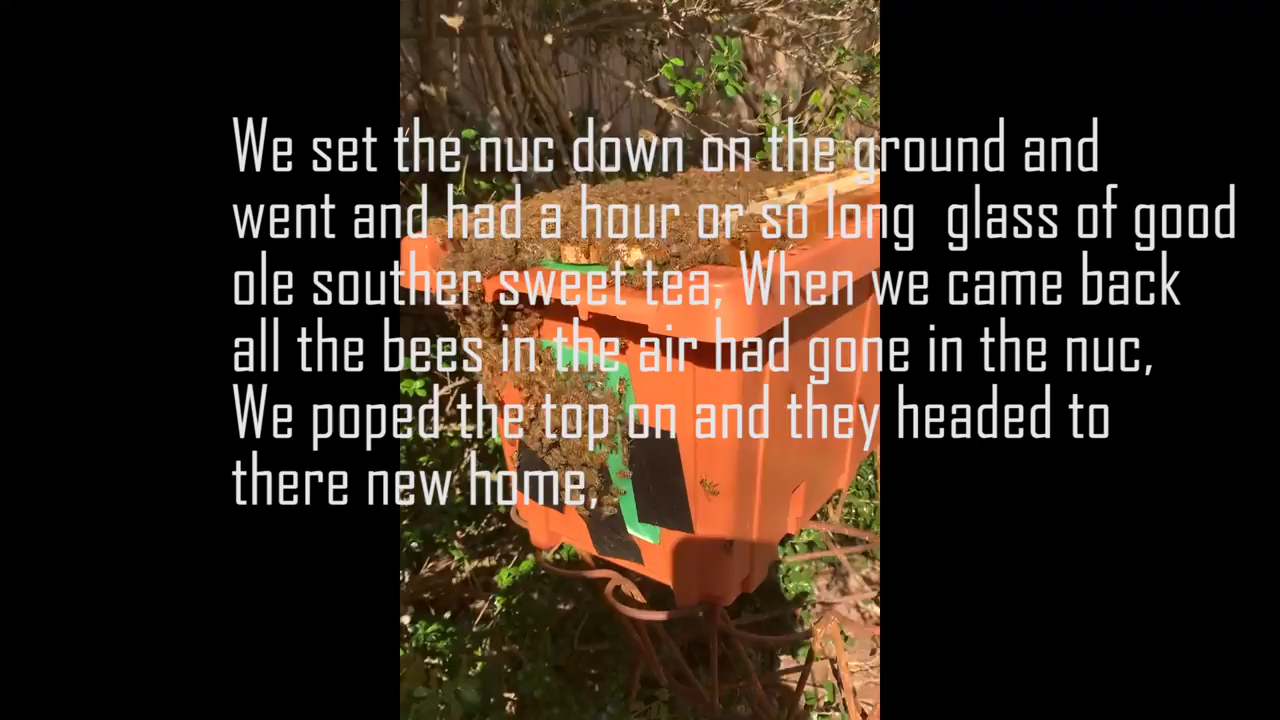 We set the nuc down on the ground and
went and had a hour or so long  glass of good
ole souther sweet tea, When we came back
all the bees in the air had gone in the nuc,
We poped the top on and they headed to
there new home,